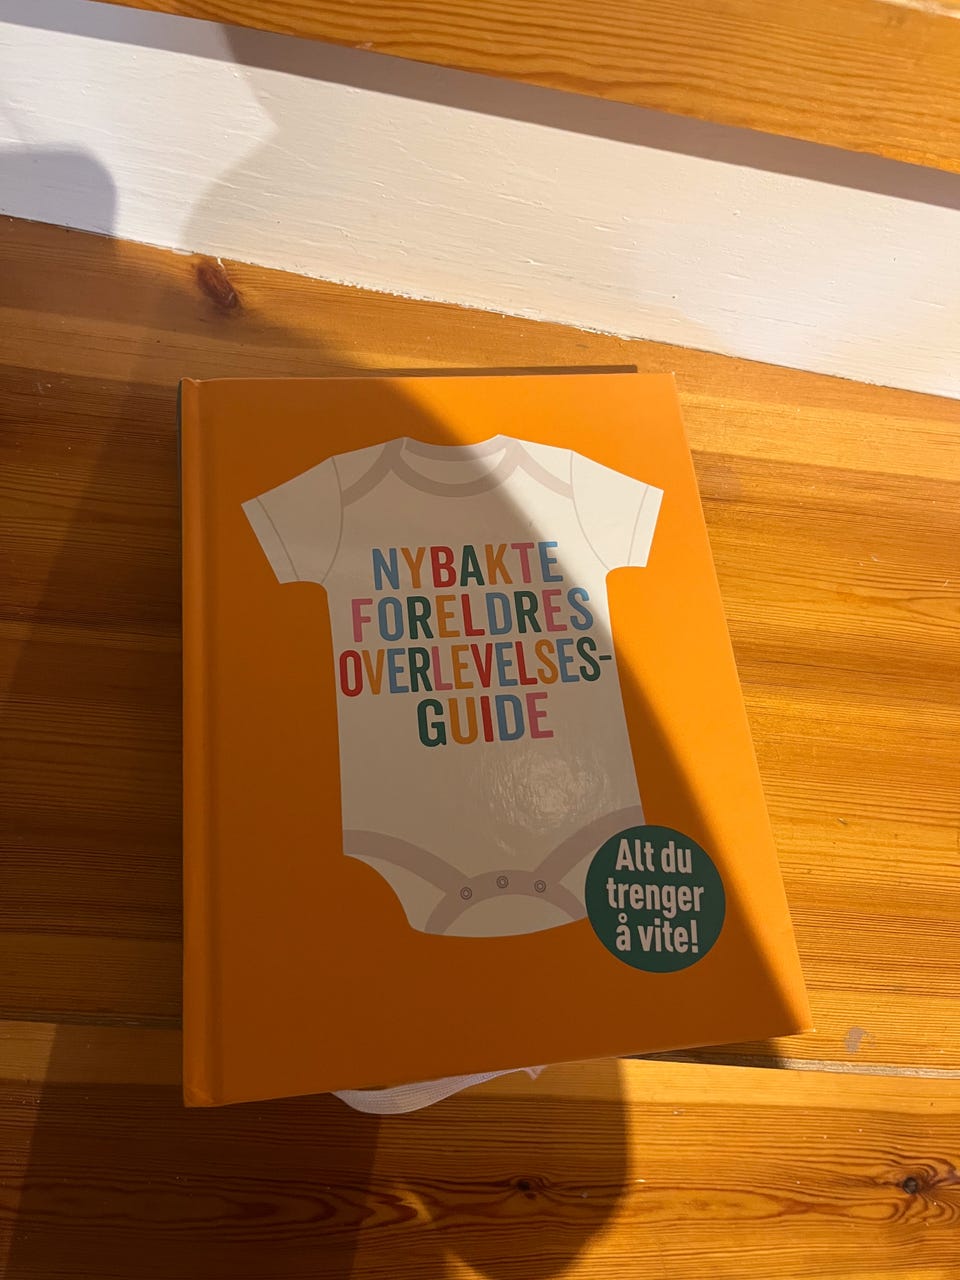 NYBAKTE
FORELDRES
OVERLEVELSES-
GUIDE
Alt du
trenger
å vite!